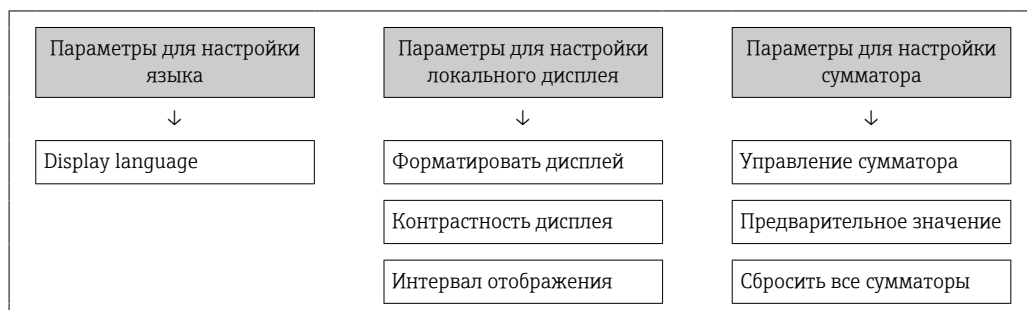 Параметры для настройки
языка
↓
Display language
Параметры для настройки
локального дисплея
↓
Форматировать дисплей
Контрастность дисплея
Интервал отображения
Параметры для настройки
сумматора
↓
Управление сумматора
Предварительное значение
Сбросить все сумматоры